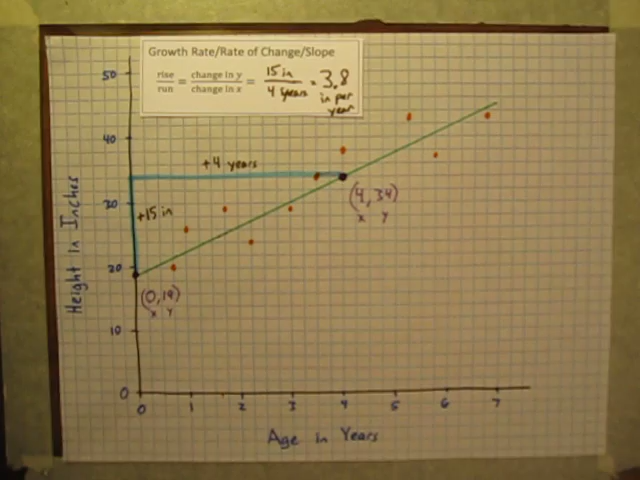 Growth Rate/Rate of Change/Slope
rise/run = change in y/change in x = 15 in/4 years = 3.8 in per year
50
40
30
20
10
0
Height in Inches
+4 years
+15 in
(4, 34)
x y
(0, 19)
x y
0 1 2 3 4 5 6 7
Age in Years